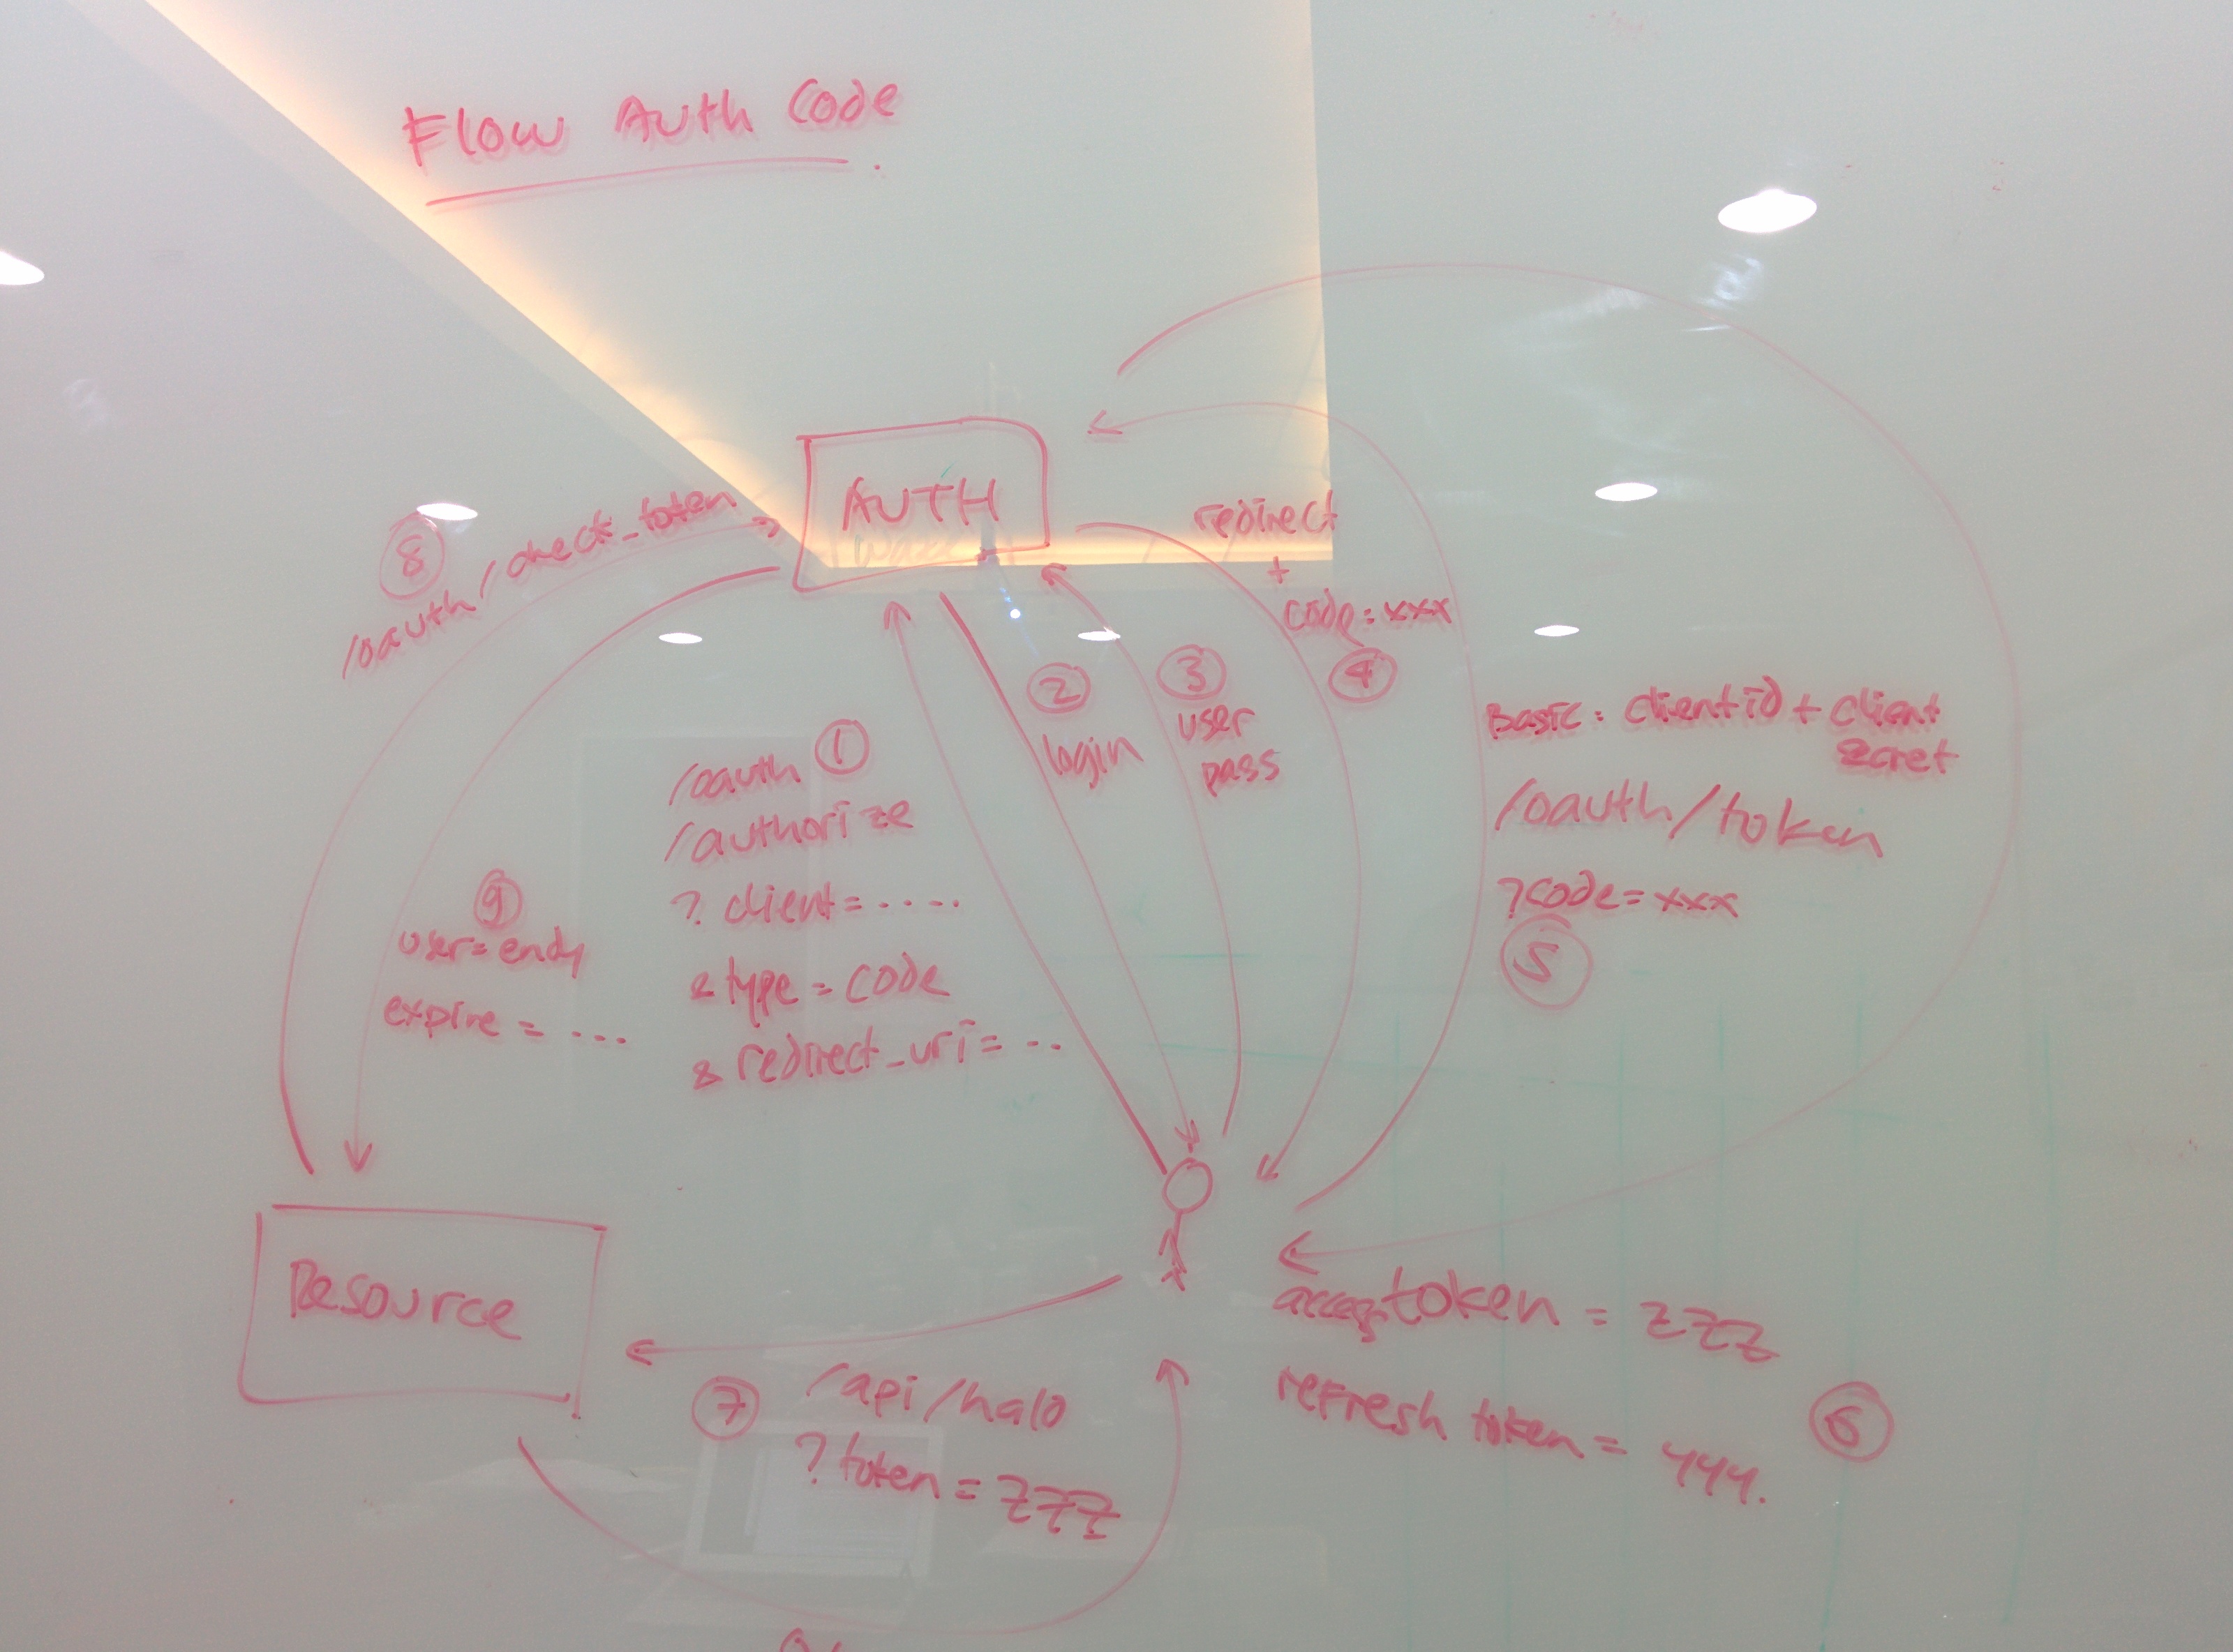 Flow Auth Code
AUTH
8
/oauth/check_token
redirect
+
code=xxx
4
2
login
3
user
pass
Basic: clientid + client
secret
/oauth/token
?code=xxx
5
/oauth 1
/authorize
? client= .....
& type = code
& redirect_uri= ..
9
user=endy
expire = ....
Resource
7
/api/halo
? token = zzz
access token = zzz
refresh token = yyy.
6